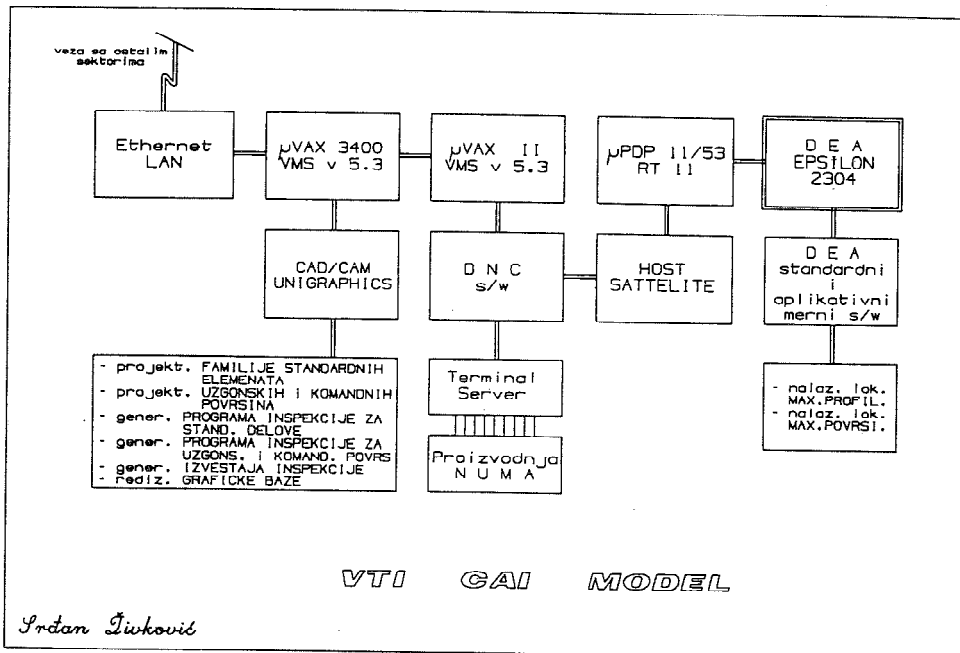 veza sa ostalim
sektorima
Ethernet
LAN
µVAX 3400
VMS v 5.3
µVAX II
VMS v 5.3
µPDP 11/53
RT 11
D E A
EPSILON
2304
CAD/CAM
UNIGRAPHICS
D N C
s/w
HOST
SATTELITE
D E A
standardni
i
aplikativni
merni s/w
- projekt. FAMILIJE STANDARDNIH
ELEMENATA
- projekt. UZGONSKIH I KOMANDNIH
POVRSINA
- gener. PROGRAMA INSPEKCIJE ZA
STAND. DELOVE
- gener. PROGRAMA INSPEKCIJE ZA
UZGONS. I KOMAND. POVRS
- gener. IZVESTAJA INSPEKCIJE
- rediz. GRAFICKE BAZE
Terminal
Server
Proizvodnja
N U M A
- nalaz. lok.
MAX.PROFIL.
- nalaz. lok.
MAX.POVRSI.
VTI CAI MODEL
Srđan Živković